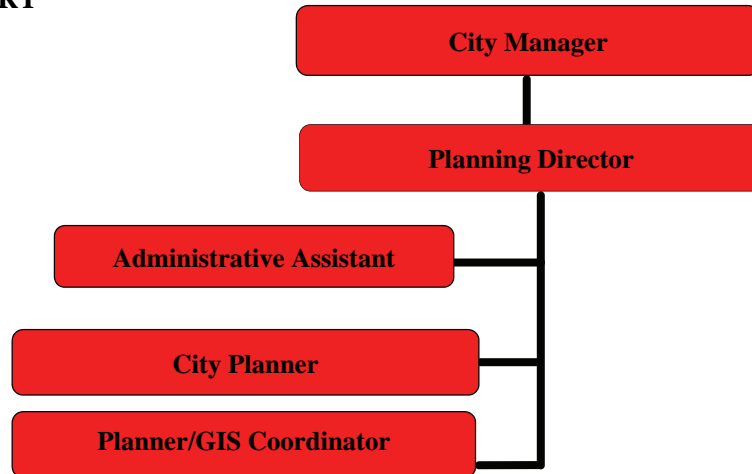 City Manager
Planning Director
Administrative Assistant
City Planner
Planner/GIS Coordinator